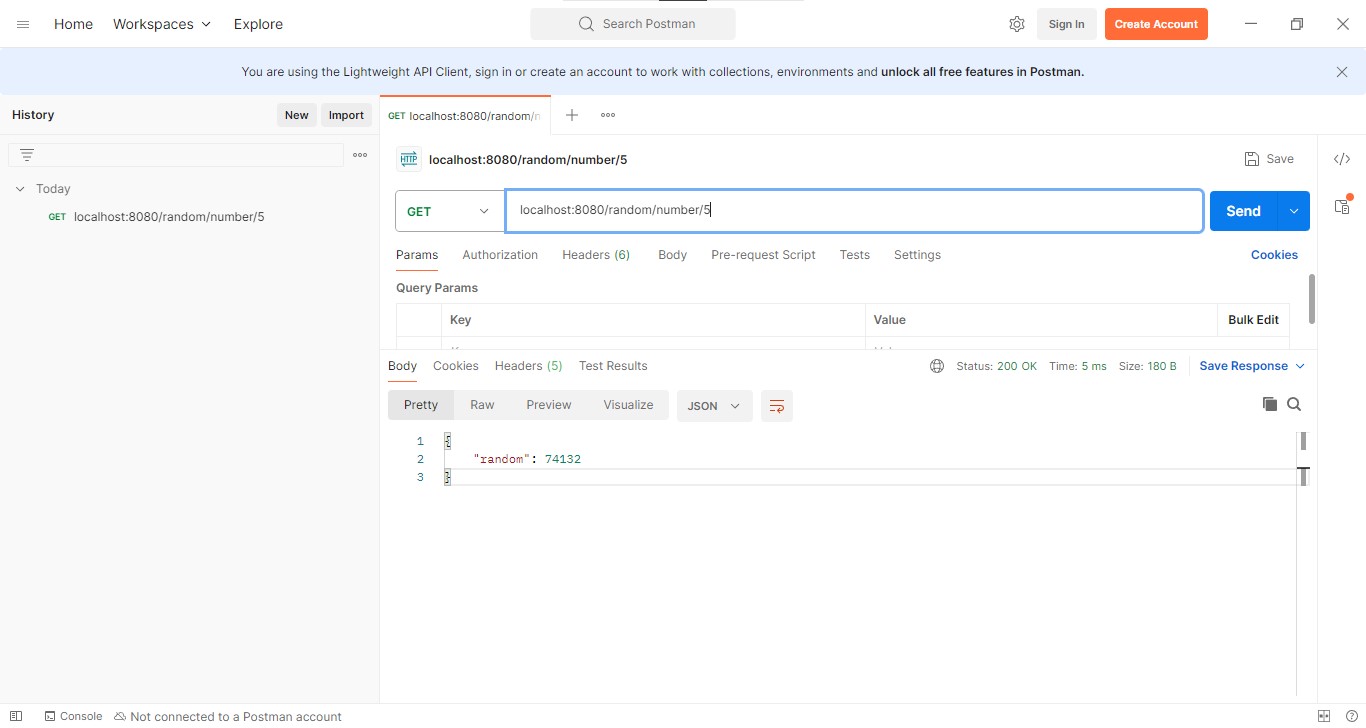 Home Workspaces Explore Search Postman Sign In Create Account
You are using the Lightweight API Client, sign in or create an account to work with collections, environments and unlock all free features in Postman.
History New Import
GET localhost:8080/random/n
Today
GET localhost:8080/random/number/5
HTTP localhost:8080/random/number/5 Save
GET localhost:8080/random/number/5 Send
Params Authorization Headers (6) Body Pre-request Script Tests Settings Cookies
Query Params
Key Value Bulk Edit
Body Cookies Headers (5) Test Results Status: 200 OK Time: 5 ms Size: 180 B Save Response
Pretty Raw Preview Visualize JSON
1 {
2 "random": 74132
3 }
Console Not connected to a Postman account